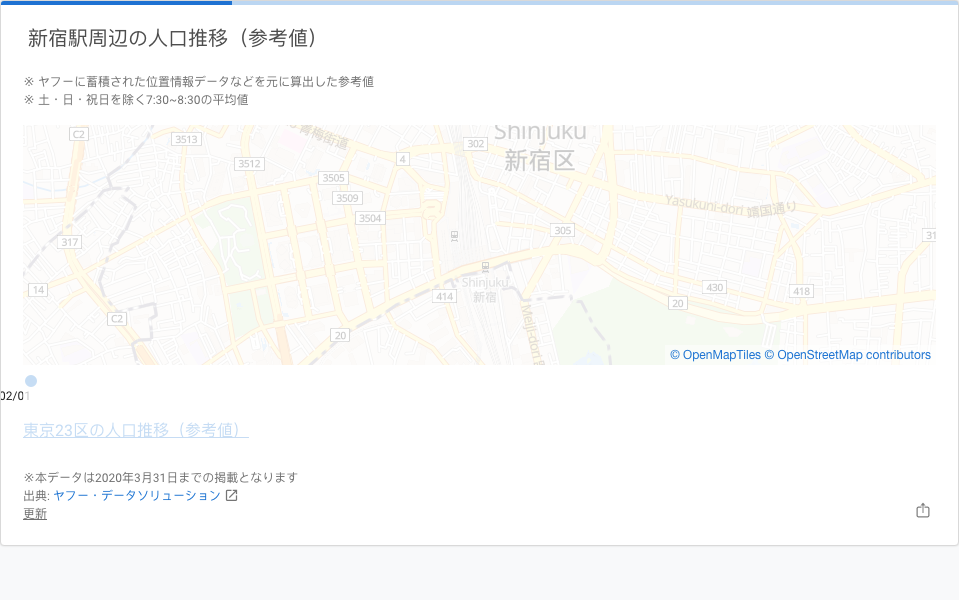 新宿駅周辺の人口推移（参考値）
※ ヤフーに蓄積された位置情報データなどを元に算出した参考値
※ 土・日・祝日を除く7:30~8:30の平均値
Shinjuku
新宿区
C2
3513
青梅街道
302
3512
4
3505
3509
3504
Yasukuni-dori 靖国通り
305
317
31
Shinjuku
新宿
14
414
430
418
20
C2
20
Meiji-dori
© OpenMapTiles © OpenStreetMap contributors
02/01
東京23区の人口推移（参考値）
※本データは2020年3月31日までの掲載となります
出典: ヤフー・データソリューション
更新